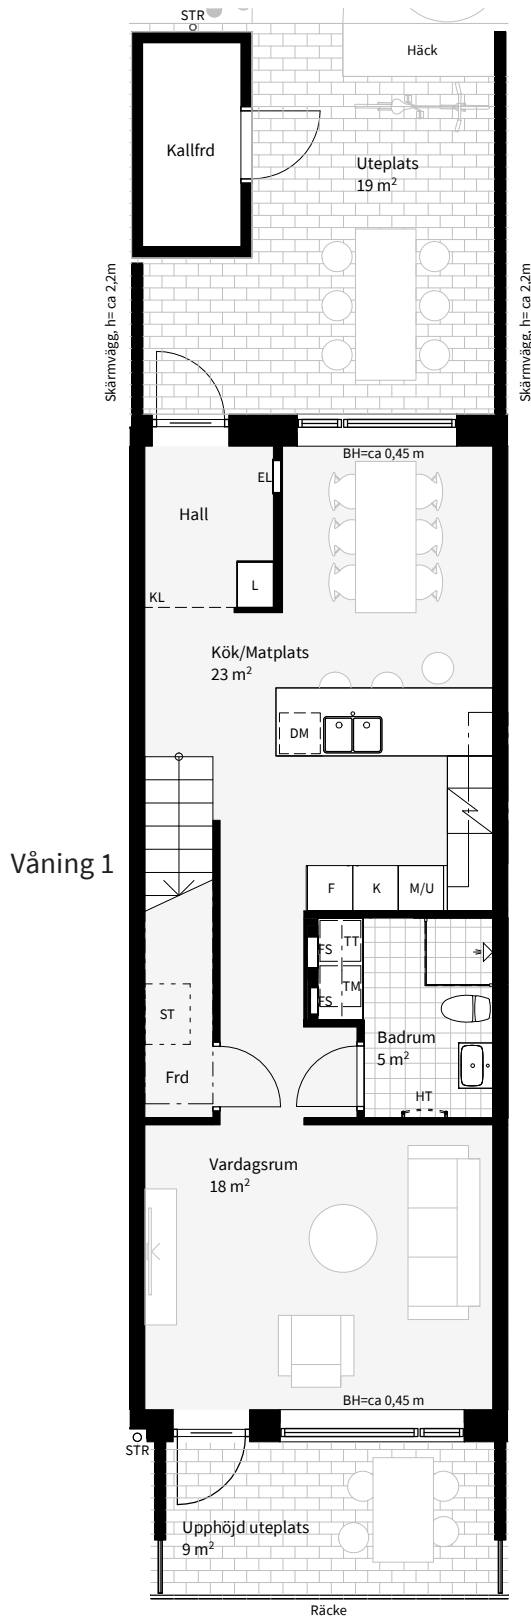 STR
Häck
Kallfrd
Uteplats
19 m²
Skärmvägg, h= ca 2,2m
Skärmvägg, h= ca 2,2m
BH=ca 0,45 m
EL
Hall
L
KL
Kök/Matplats
23 m²
DM
Våning 1
F
K
M/U
FS
TT
FS
TM
ST
Badrum
5 m²
Frd
HT
Vardagsrum
18 m²
BH=ca 0,45 m
STR
Upphöjd uteplats
9 m²
Räcke